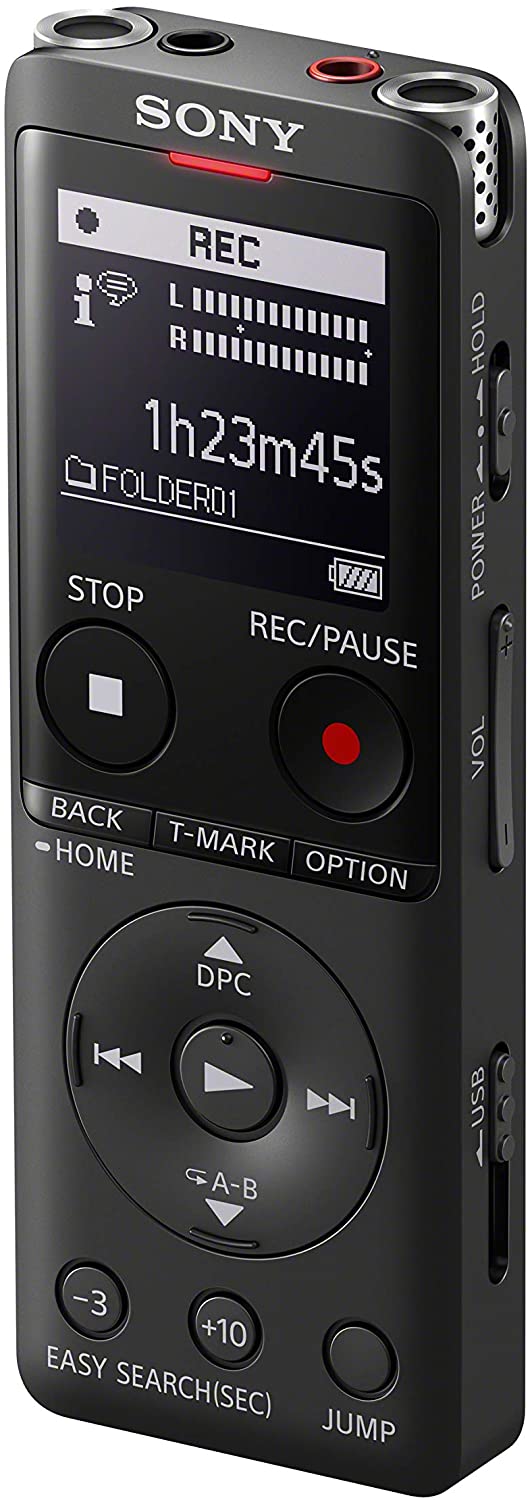 SONY
REC
L
R
1h23m45s
FOLDER01
STOP
REC/PAUSE
BACK
T-MARK
OPTION
HOME
DPC
A-B
-3
+10
EASY SEARCH(SEC)
JUMP
HOLD
POWER
+
VOL
-
USB